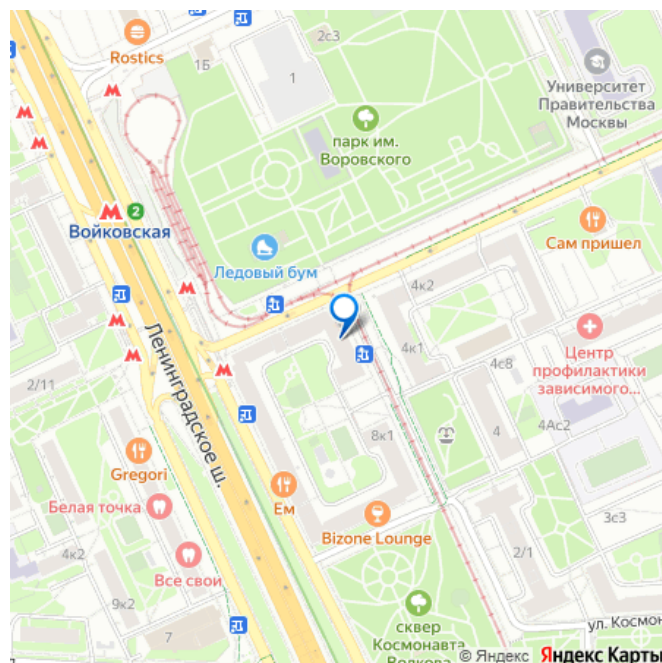 2с3
Rostics
1Б
1
Университет
Правительства
Москвы
парк им.
Воровского
2
Войковская
Сам пришел
Ледовый бум
4к2
Ленинградское ш.
4к1
Центр
профилактики
зависимого...
4с8
2/11
4Ас2
4
8к1
Gregori
Ем
Белая точка
Bizone Lounge
3с3
4к2
Все свои
2/1
9к2
7
сквер
Космонавта
Волкова
ул. Космон
© Яндекс Яндекс Карты